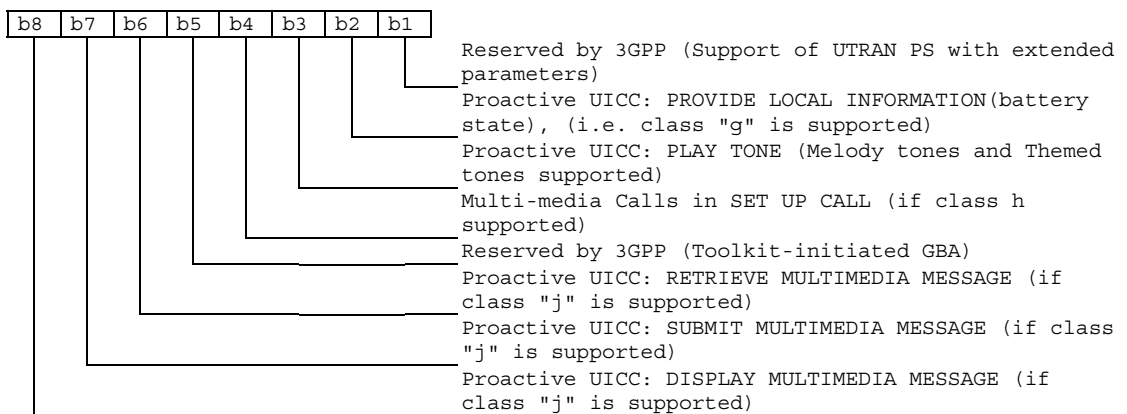 b8 b7 b6 b5 b4 b3 b2 b1
Reserved by 3GPP (Support of UTRAN PS with extended
parameters)
Proactive UICC: PROVIDE LOCAL INFORMATION(battery
state), (i.e. class "g" is supported)
Proactive UICC: PLAY TONE (Melody tones and Themed
tones supported)
Multi-media Calls in SET UP CALL (if class h
supported)
Reserved by 3GPP (Toolkit-initiated GBA)
Proactive UICC: RETRIEVE MULTIMEDIA MESSAGE (if
class "j" is supported)
Proactive UICC: SUBMIT MULTIMEDIA MESSAGE (if class
"j" is supported)
Proactive UICC: DISPLAY MULTIMEDIA MESSAGE (if
class "j" is supported)